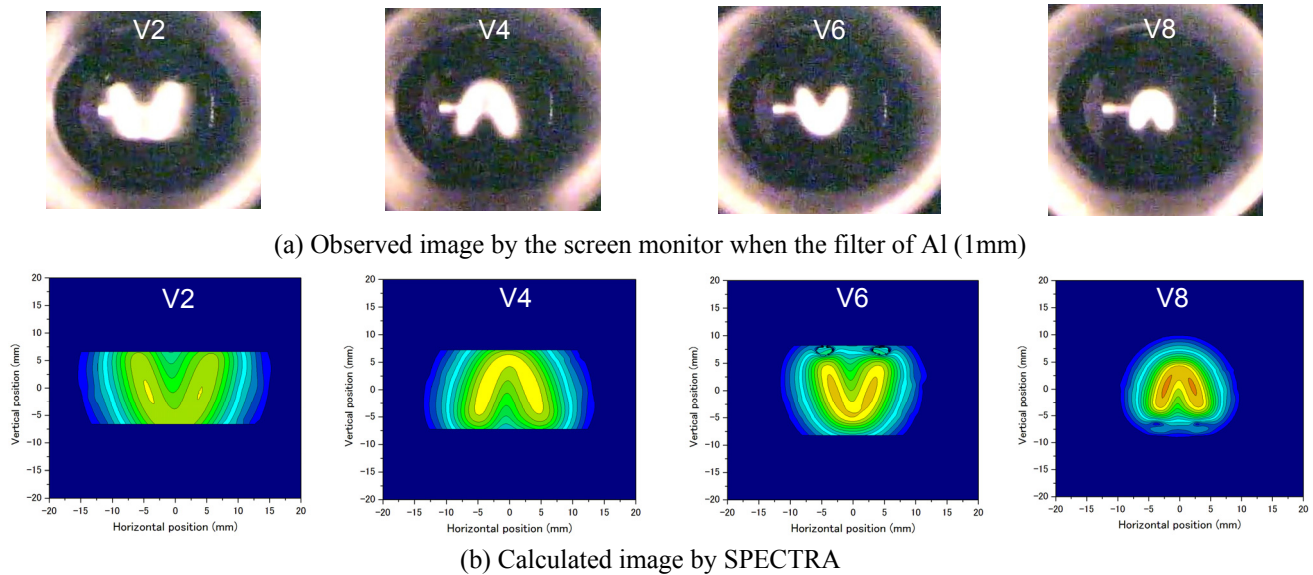 V2 V4 V6 V8
(a) Observed image by the screen monitor when the filter of Al (1mm)
V2
20
15
10
5
0
−5
−10
−15
−20
Vertical position (mm)
−20 −15 −10 −5 0 5 10 15 20
Horizontal position (mm)
V4
20
15
10
5
0
−5
−10
−15
−20
Vertical position (mm)
−20 −15 −10 −5 0 5 10 15 20
Horizontal position (mm)
V6
20
15
10
5
0
−5
−10
−15
−20
Vertical position (mm)
−20 −15 −10 −5 0 5 10 15 20
Horizontal position (mm)
V8
20
15
10
5
0
−5
−10
−15
−20
Vertical position (mm)
−20 −15 −10 −5 0 5 10 15 20
Horizontal position (mm)
(b) Calculated image by SPECTRA